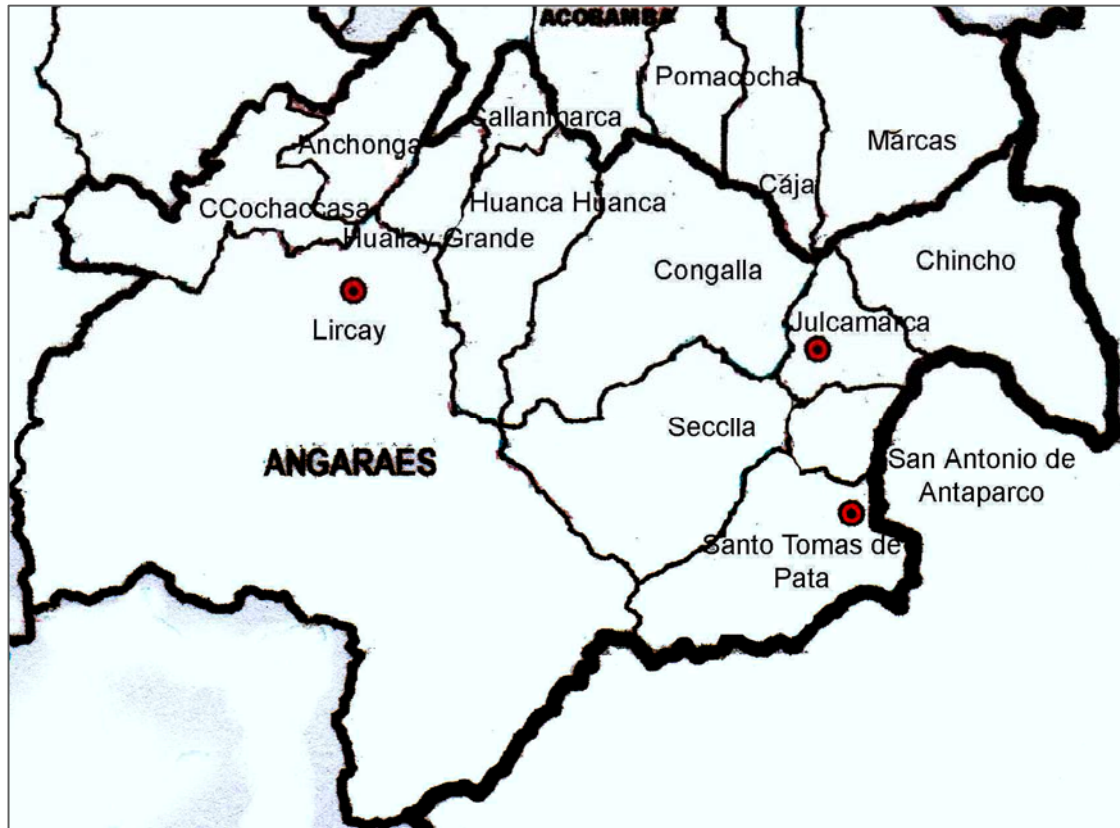 ACOBAMBA
Pomacocha
Callanmarca
Anchonga
Marcas
Caja
CCochaccasa
Huanca Huanca
Huallay Grande
Chincho
Congalla
Lircay
Julcamarca
Secclla
ANGARAES
San Antonio de
Antaparco
Santo Tomas de
Pata